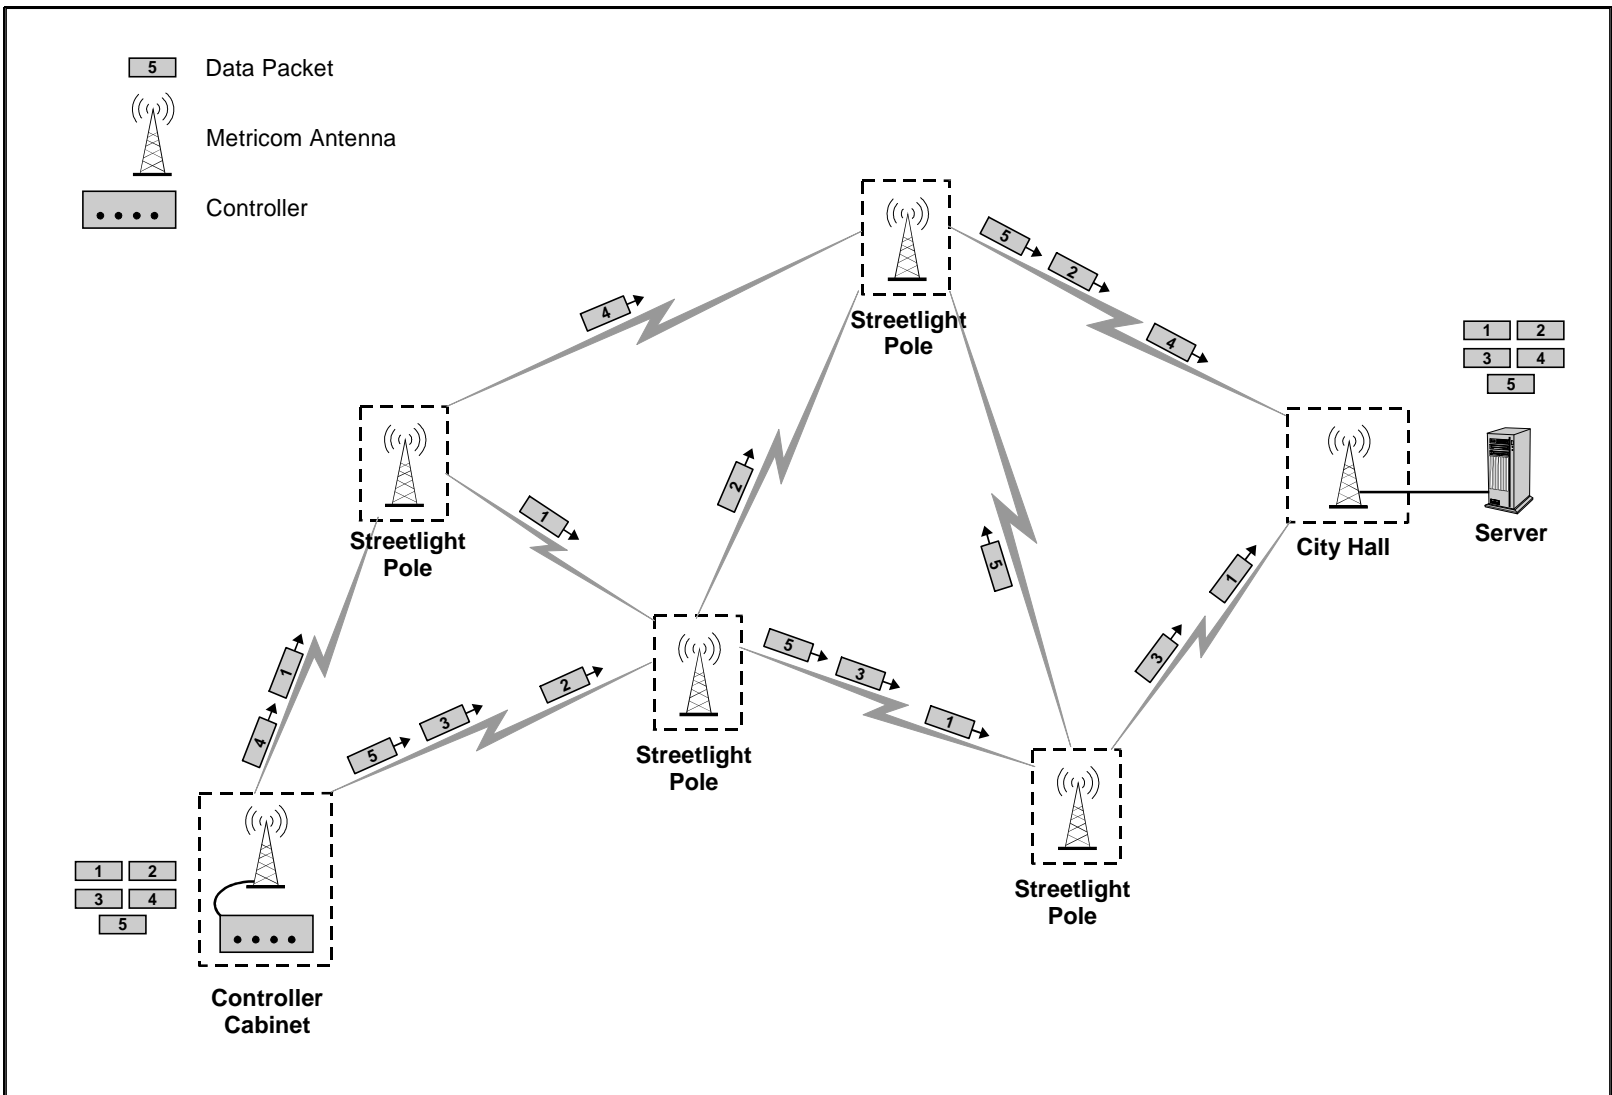 5 Data Packet
Metricom Antenna
Controller
5
2
4
Streetlight
Pole
4
1 2
3 4
5
Server
City Hall
Streetlight
Pole
1
2
5
1
3
Streetlight
Pole
5
3
1
1
4
2
3
5
Streetlight
Pole
1 2
3 4
5
Controller
Cabinet